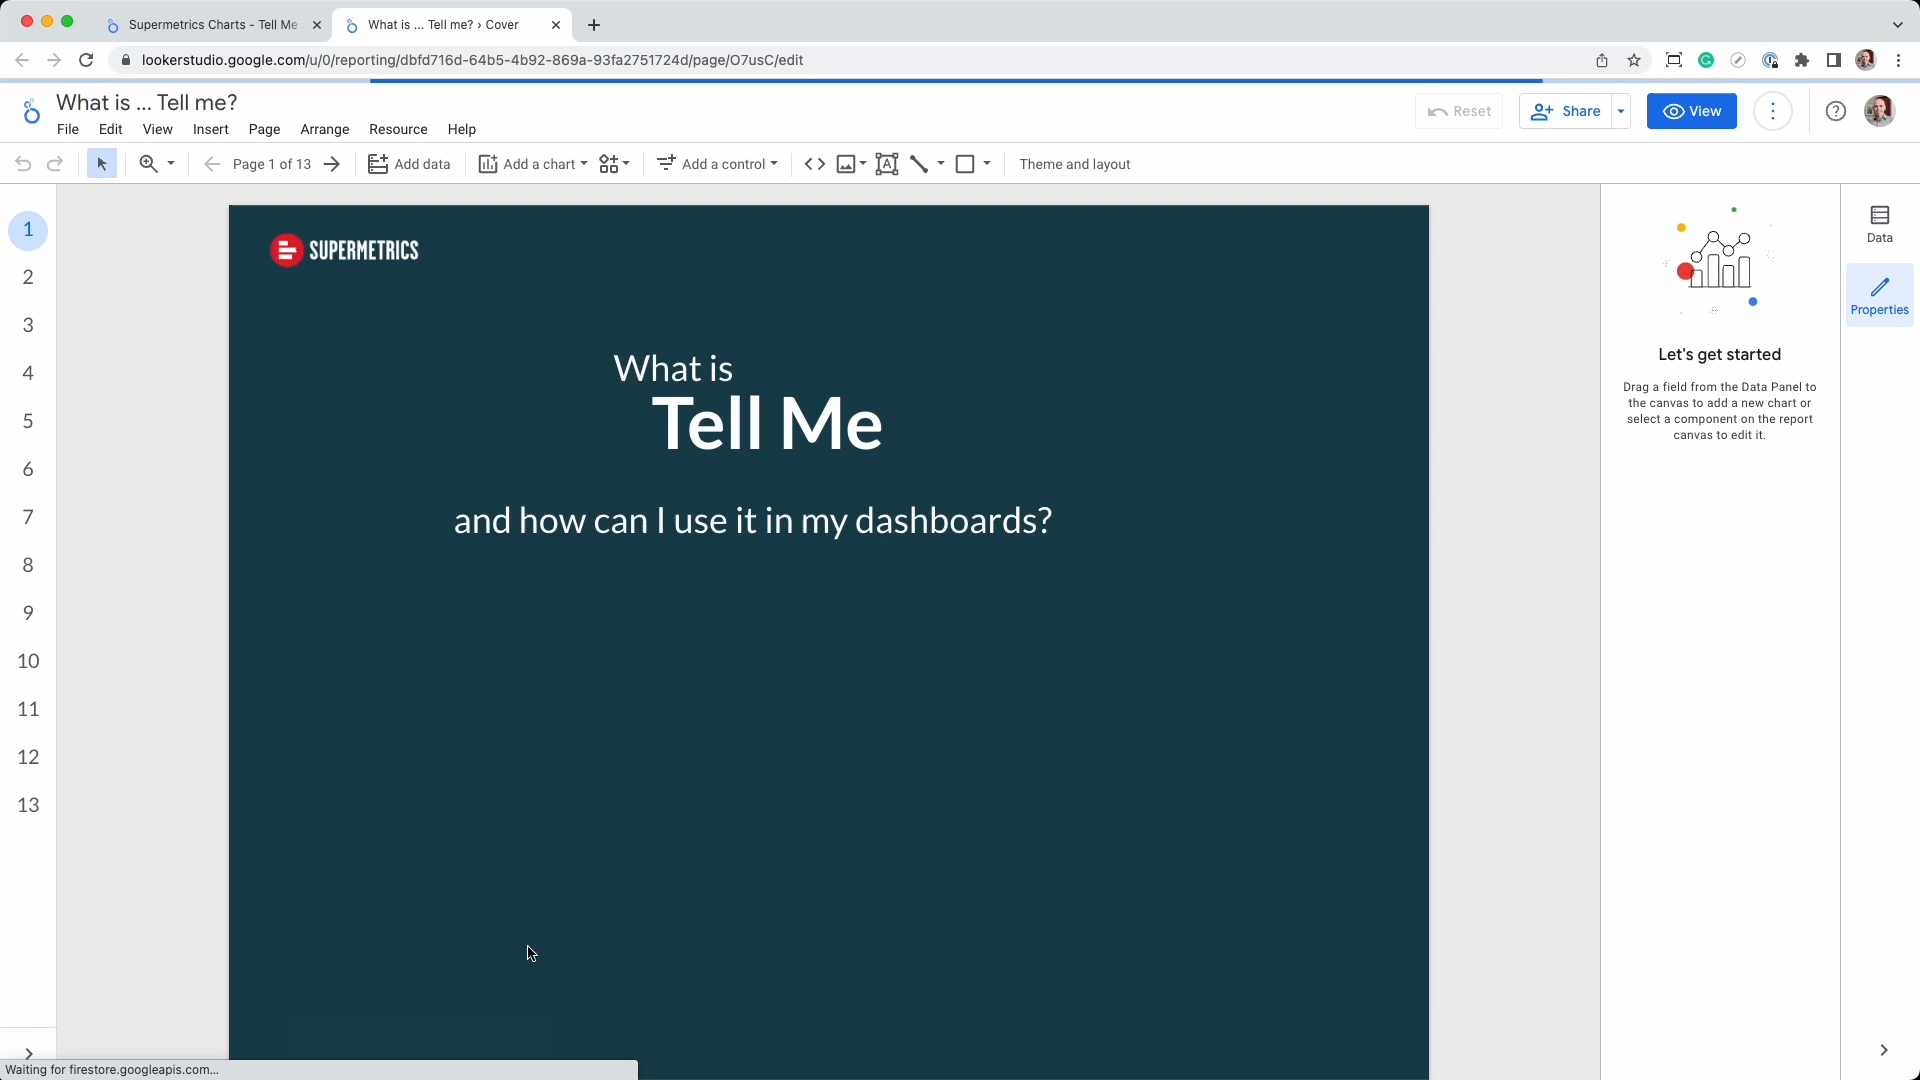 Supermetrics Charts - Tell Me
What is ... Tell me? › Cover
lookerstudio.google.com/u/0/reporting/dbfd716d-64b5-4b92-869a-93fa2751724d/page/O7usC/edit
What is ... Tell me?
File Edit View Insert Page Arrange Resource Help
Reset
Share
View
Page 1 of 13
Add data
Add a chart
Add a control
Theme and layout
1
2
3
4
5
6
7
8
9
10
11
12
13
SUPERMETRICS
What is
Tell Me
and how can I use it in my dashboards?
Let's get started
Drag a field from the Data Panel to
the canvas to add a new chart or
select a component on the report
canvas to edit it.
Data
Properties
Waiting for firestore.googleapis.com...